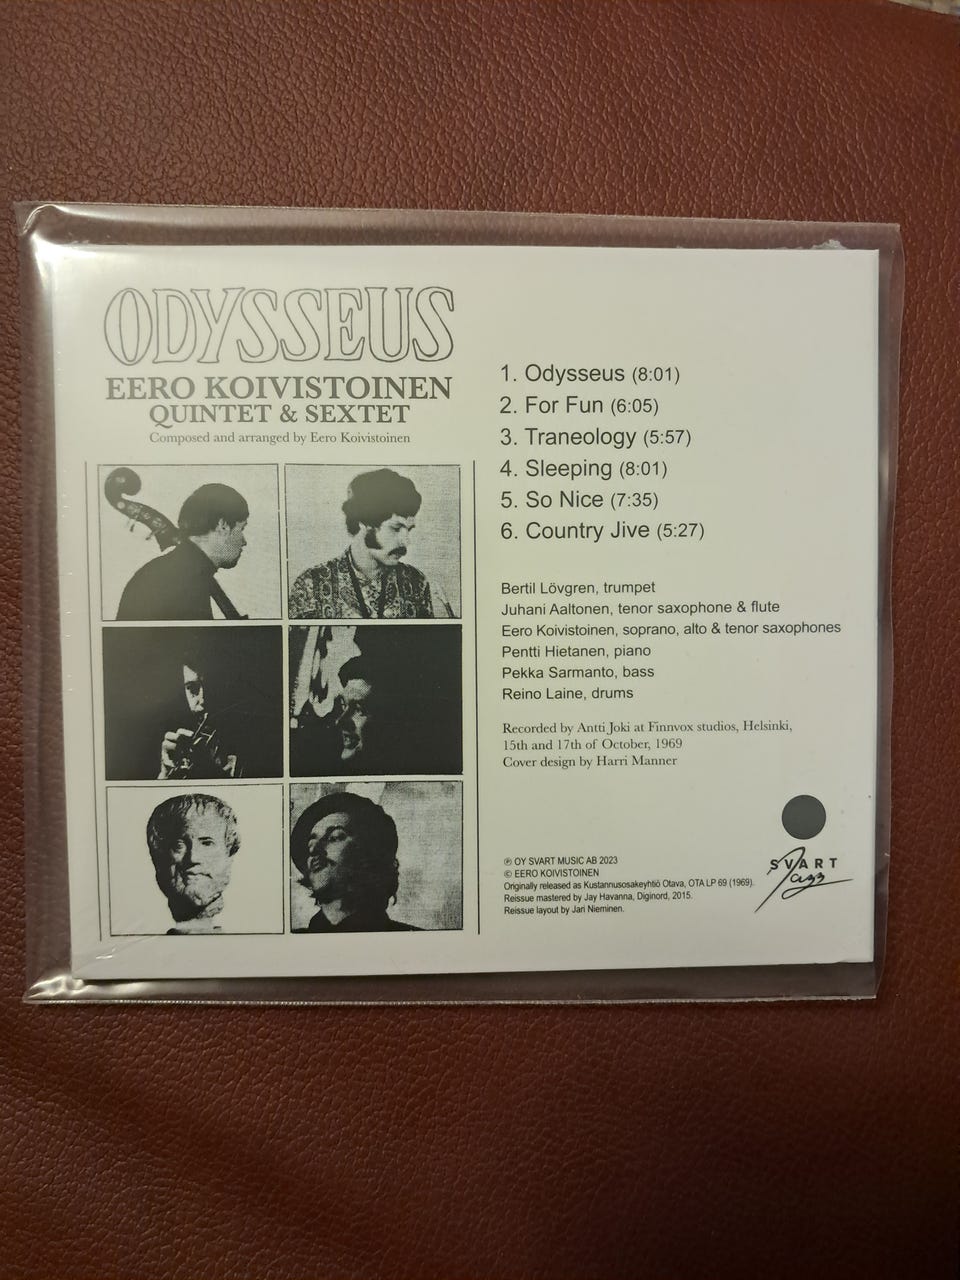 ODYSSEUS
EERO KOIVISTOINEN
QUINTET & SEXTET
Composed and arranged by Eero Koivistoinen
1. Odysseus (8:01)
2. For Fun (6:05)
3. Traneology (5:57)
4. Sleeping (8:01)
5. So Nice (7:35)
6. Country Jive (5:27)
Bertil Lövgren, trumpet
Juhani Aaltonen, tenor saxophone & flute
Eero Koivistoinen, soprano, alto & tenor saxophones
Pentti Hietanen, piano
Pekka Sarmanto, bass
Reino Laine, drums
Recorded by Antti Joki at Finnvox studios, Helsinki,
15th and 17th of October, 1969
Cover design by Harri Manner
℗ OY SVART MUSIC AB 2023
© EERO KOIVISTOINEN
Originally released as Kustannusosakeyhtiö Otava, OTA LP 69 (1969).
Reissue mastered by Jay Havanna, Diginord, 2015.
Reissue layout by Jari Nieminen.
SVART
Jazz